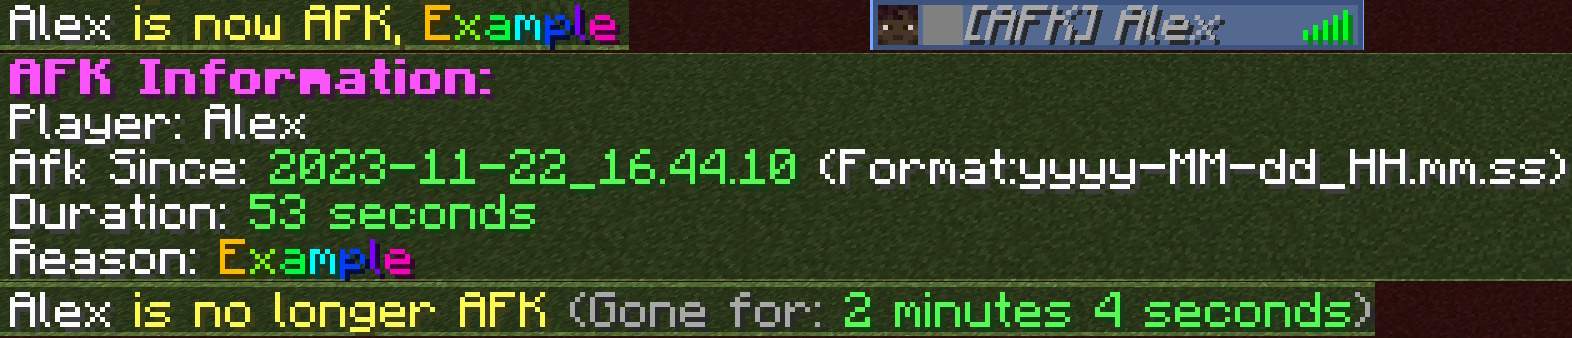 Alex is now AFK, Example
[AFK] Alex
AFK Information:
Player: Alex
Afk Since: 2023-11-22_16.44.10 (Format:yyyy-MM-dd_HH.mm.ss)
Duration: 53 seconds
Reason: Example
Alex is no longer AFK (Gone for: 2 minutes 4 seconds)